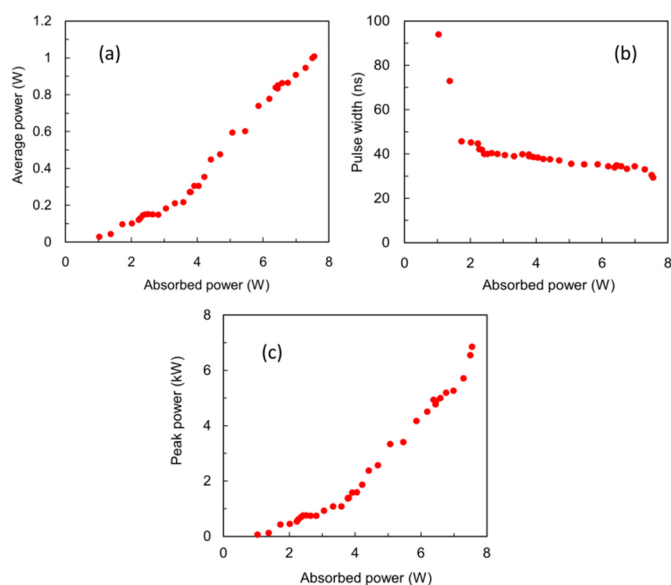 (a)
Average power (W)
1.2
1
0.8
0.6
0.4
0.2
0
0 2 4 6 8
Absorbed power (W)
(b)
Pulse width (ns)
100
80
60
40
20
0
0 2 4 6 8
Absorbed power (W)
(c)
Peak power (kW)
8
6
4
2
0
0 2 4 6 8
Absorbed power (W)